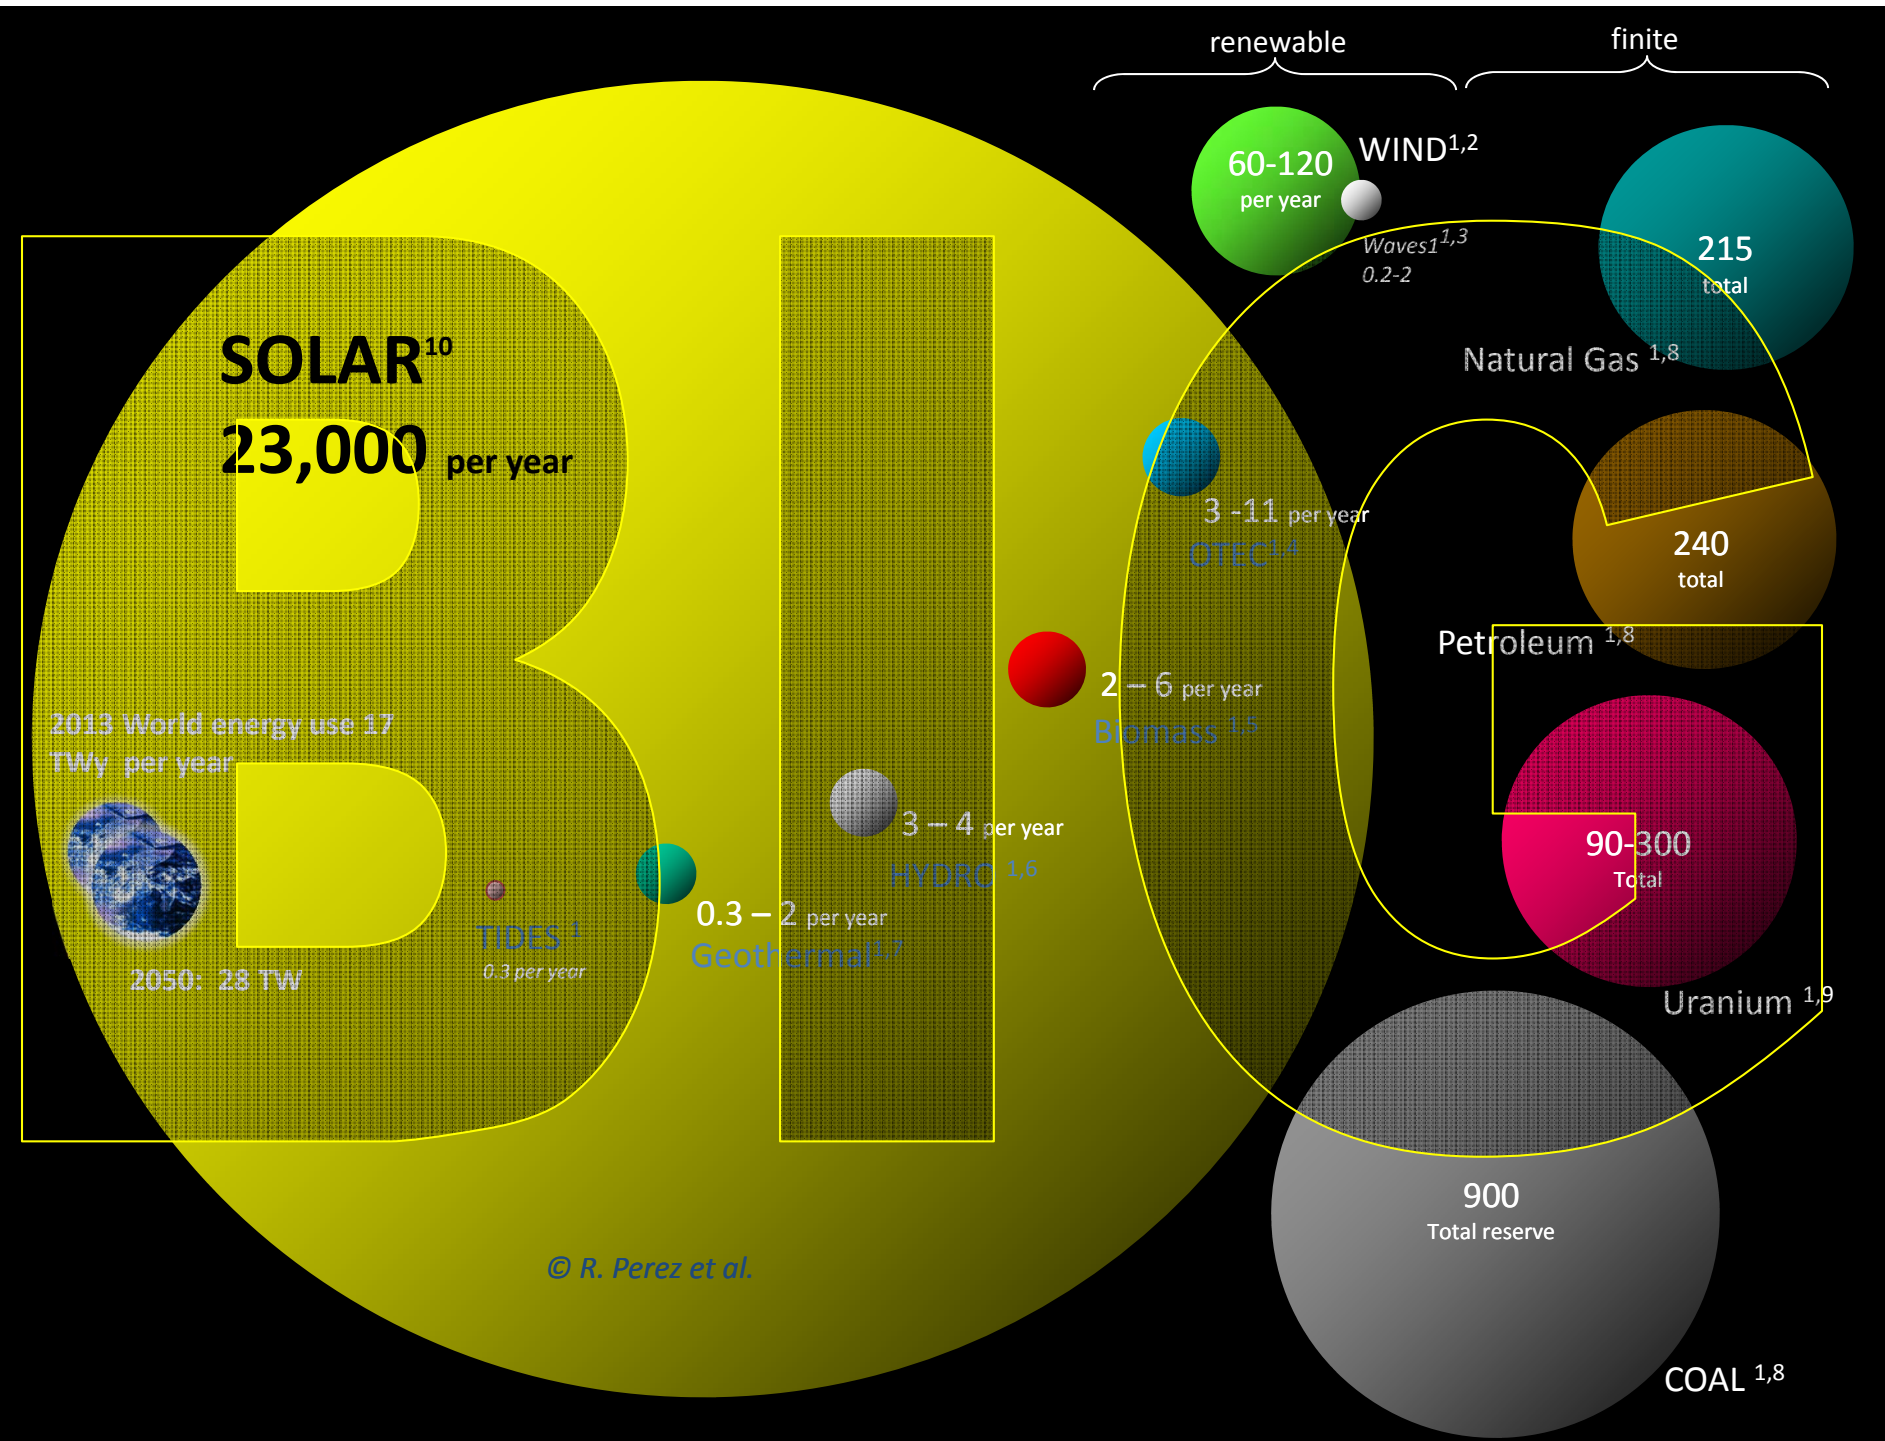 renewable
finite
60-120
per year
WIND1,2
Waves1 1,3
0.2-2
215
total
Natural Gas 1,8
SOLAR10
23,000 per year
3 -11 per year
OTEC1,4
240
total
Petroleum 1,8
2 – 6 per year
Biomass 1,5
2013 World energy use 17
TWy per year
3 – 4 per year
HYDRO 1,6
90-300
Total
Uranium 1,9
0.3 – 2 per year
Geothermal1,7
TIDES 1
0.3 per year
2050: 28 TW
900
Total reserve
COAL 1,8
© R. Perez et al.
BIG